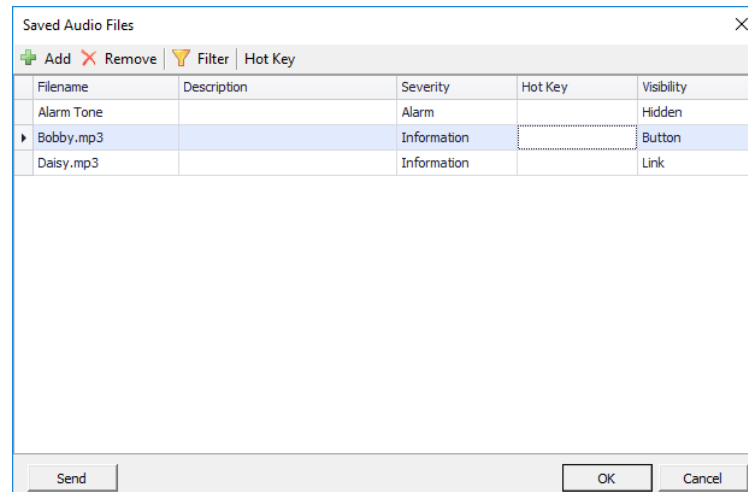 Saved Audio Files
Add Remove Filter Hot Key
Filename Description Severity Hot Key Visibility
Alarm Tone Alarm Hidden
Bobby.mp3 Information Button
Daisy.mp3 Information Link
Send OK Cancel